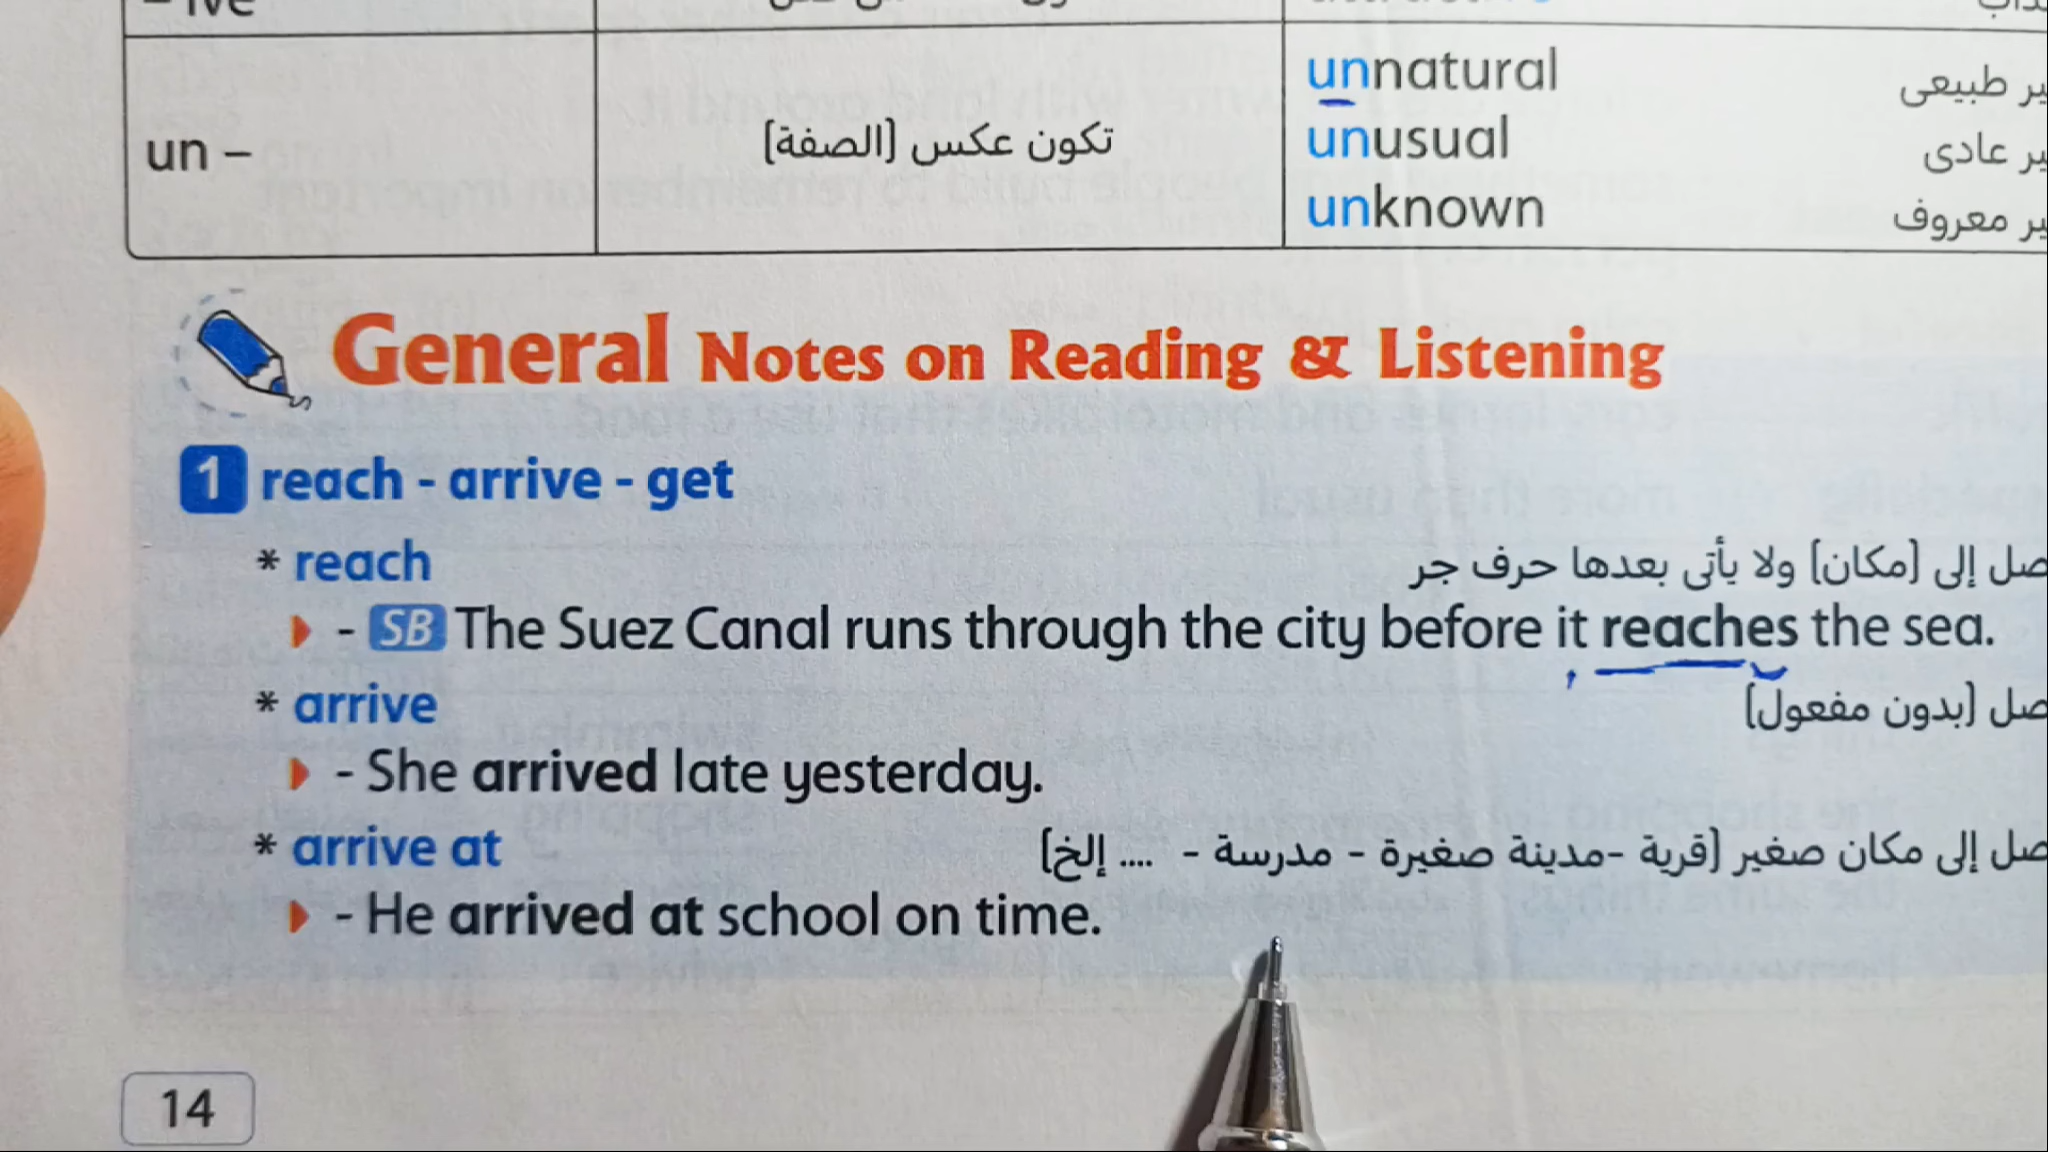 un –
تكون عكس (الصفة)
unnatural
طبيعى
unusual
عادى
unknown
معروف
General Notes on Reading & Listening
1 reach - arrive - get
* reach
إلى (مكان) ولا يأتى بعدها حرف جر
- SB The Suez Canal runs through the city before it reaches the sea.
* arrive
(بدون مفعول)
- She arrived late yesterday.
* arrive at
إلى مكان صغير (قرية -مدينة صغيرة - مدرسة - .... إلخ)
- He arrived at school on time.
14